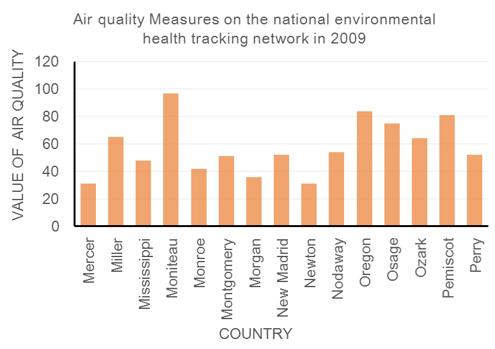 Air quality Measures on the national environmental
health tracking network in 2009
VALUE OF AIR QUALITY
120
100
80
60
40
20
0
Mercer
Miller
Mississippi
Moniteau
Monroe
Montgomery
Morgan
New Madrid
Newton
Nodaway
Oregon
Osage
Ozark
Pemiscot
Perry
COUNTRY